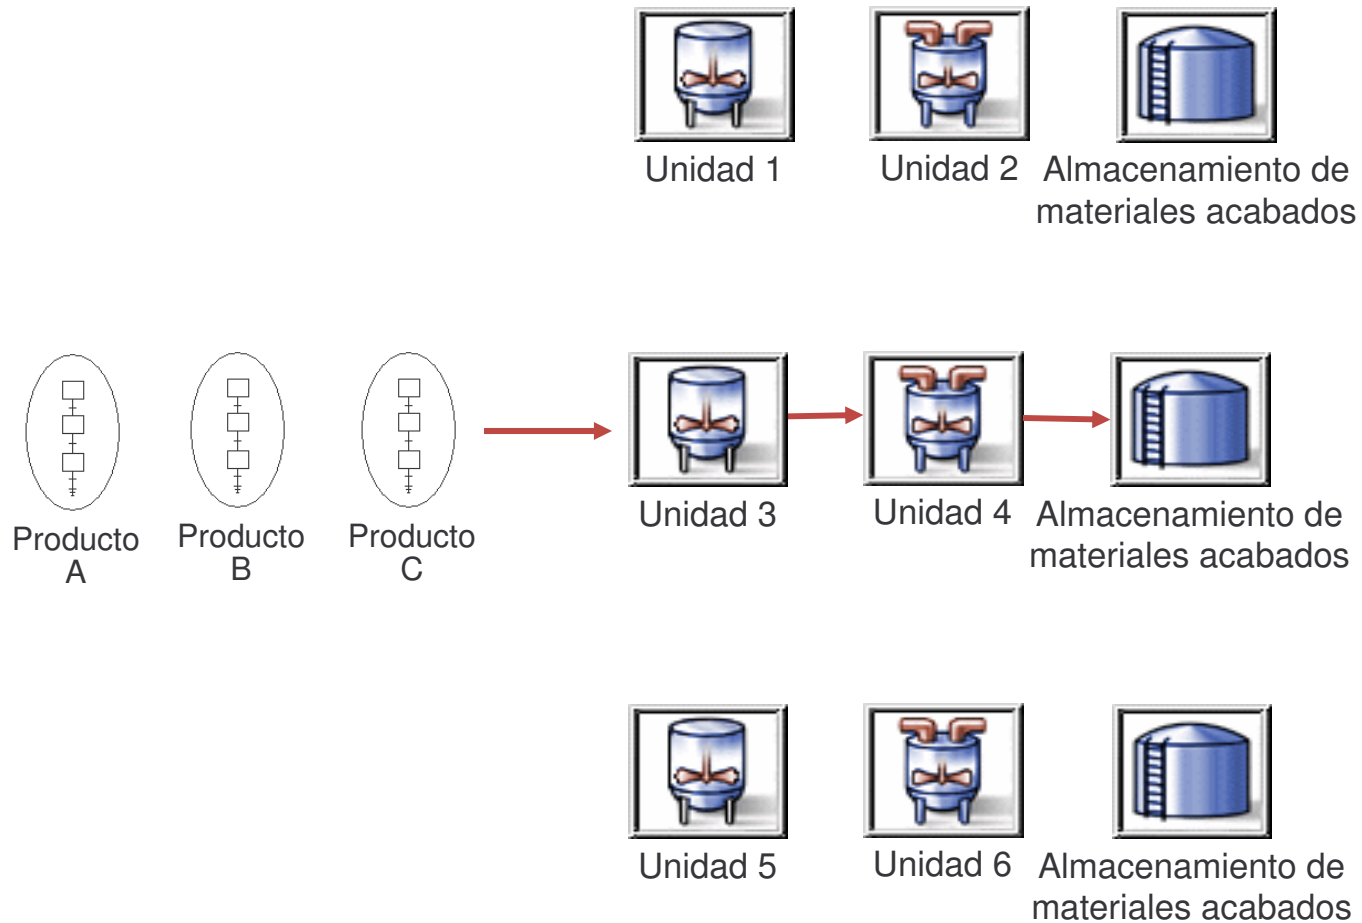 Unidad 1
Unidad 2
Almacenamiento de
materiales acabados
Producto
A
Producto
B
Producto
C
Unidad 3
Unidad 4
Almacenamiento de
materiales acabados
Unidad 5
Unidad 6
Almacenamiento de
materiales acabados